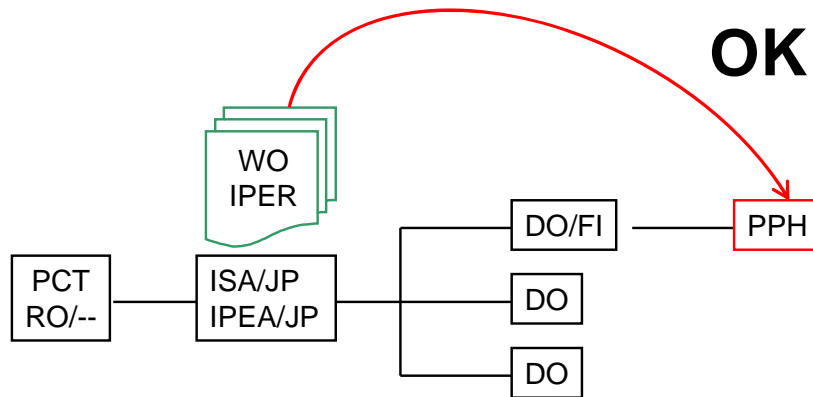 OK
WO
IPER
DO/FI
PPH
PCT
RO/--
ISA/JP
IPEA/JP
DO
DO